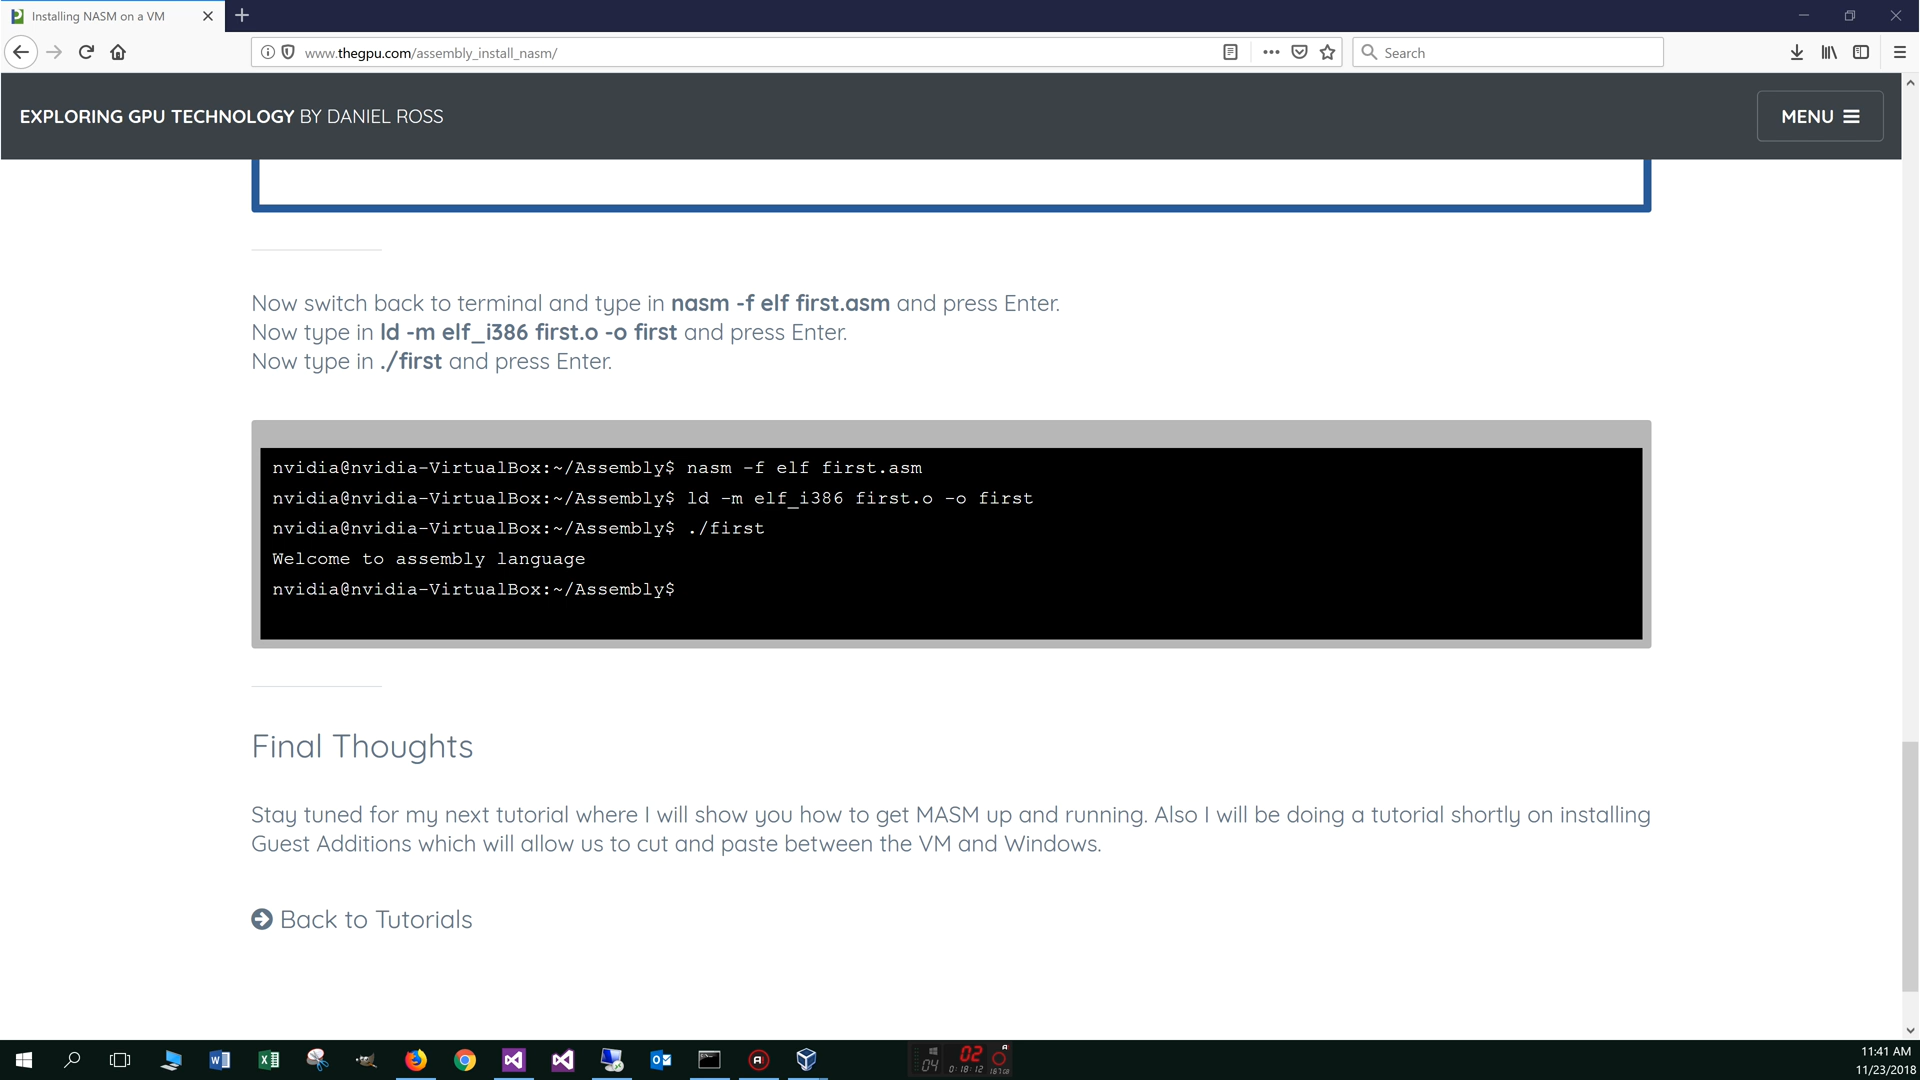 Installing NASM on a VM
www.thegpu.com/assembly_install_nasm/
Search
EXPLORING GPU TECHNOLOGY BY DANIEL ROSS
MENU
Now switch back to terminal and type in nasm -f elf first.asm and press Enter.
Now type in ld -m elf_i386 first.o -o first and press Enter.
Now type in ./first and press Enter.
nvidia@nvidia-VirtualBox:~/Assembly$ nasm -f elf first.asm
nvidia@nvidia-VirtualBox:~/Assembly$ ld -m elf_i386 first.o -o first
nvidia@nvidia-VirtualBox:~/Assembly$ ./first
Welcome to assembly language
nvidia@nvidia-VirtualBox:~/Assembly$
Final Thoughts
Stay tuned for my next tutorial where I will show you how to get MASM up and running. Also I will be doing a tutorial shortly on installing
Guest Additions which will allow us to cut and paste between the VM and Windows.
Back to Tutorials
04
02
0:18:12
187GB
11:41 AM
11/23/2018